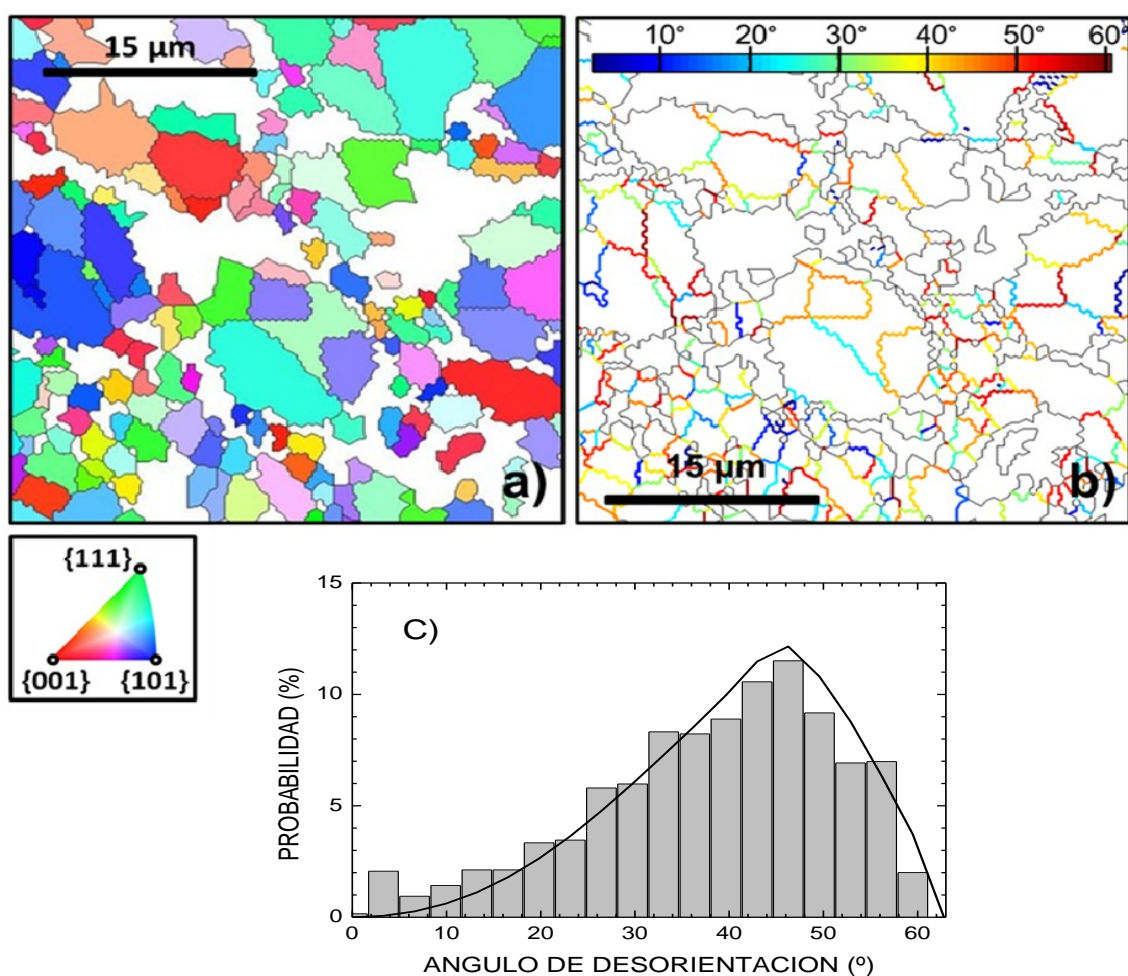 15 µm
a)
10° 20° 30° 40° 50° 60°
15 µm
b)
{111}
{001} {101}
C)
PROBABILIDAD (%)
15
10
5
0
0 10 20 30 40 50 60
ANGULO DE DESORIENTACION (º)